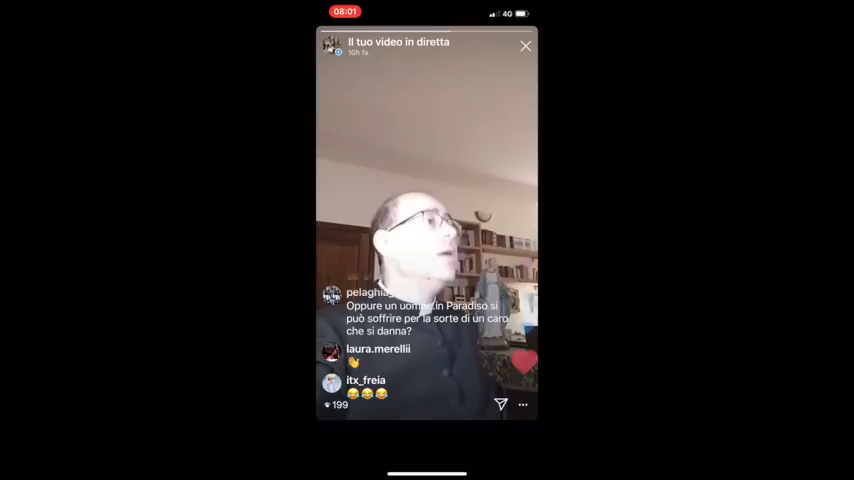 08:01
4G
Il tuo video in diretta
10h fa
Oppure un uomo in Paradiso si
può soffrire per la sorte di un caro
che si danna?
laura.merellii
👋
itx_freia
😂😂😂
199